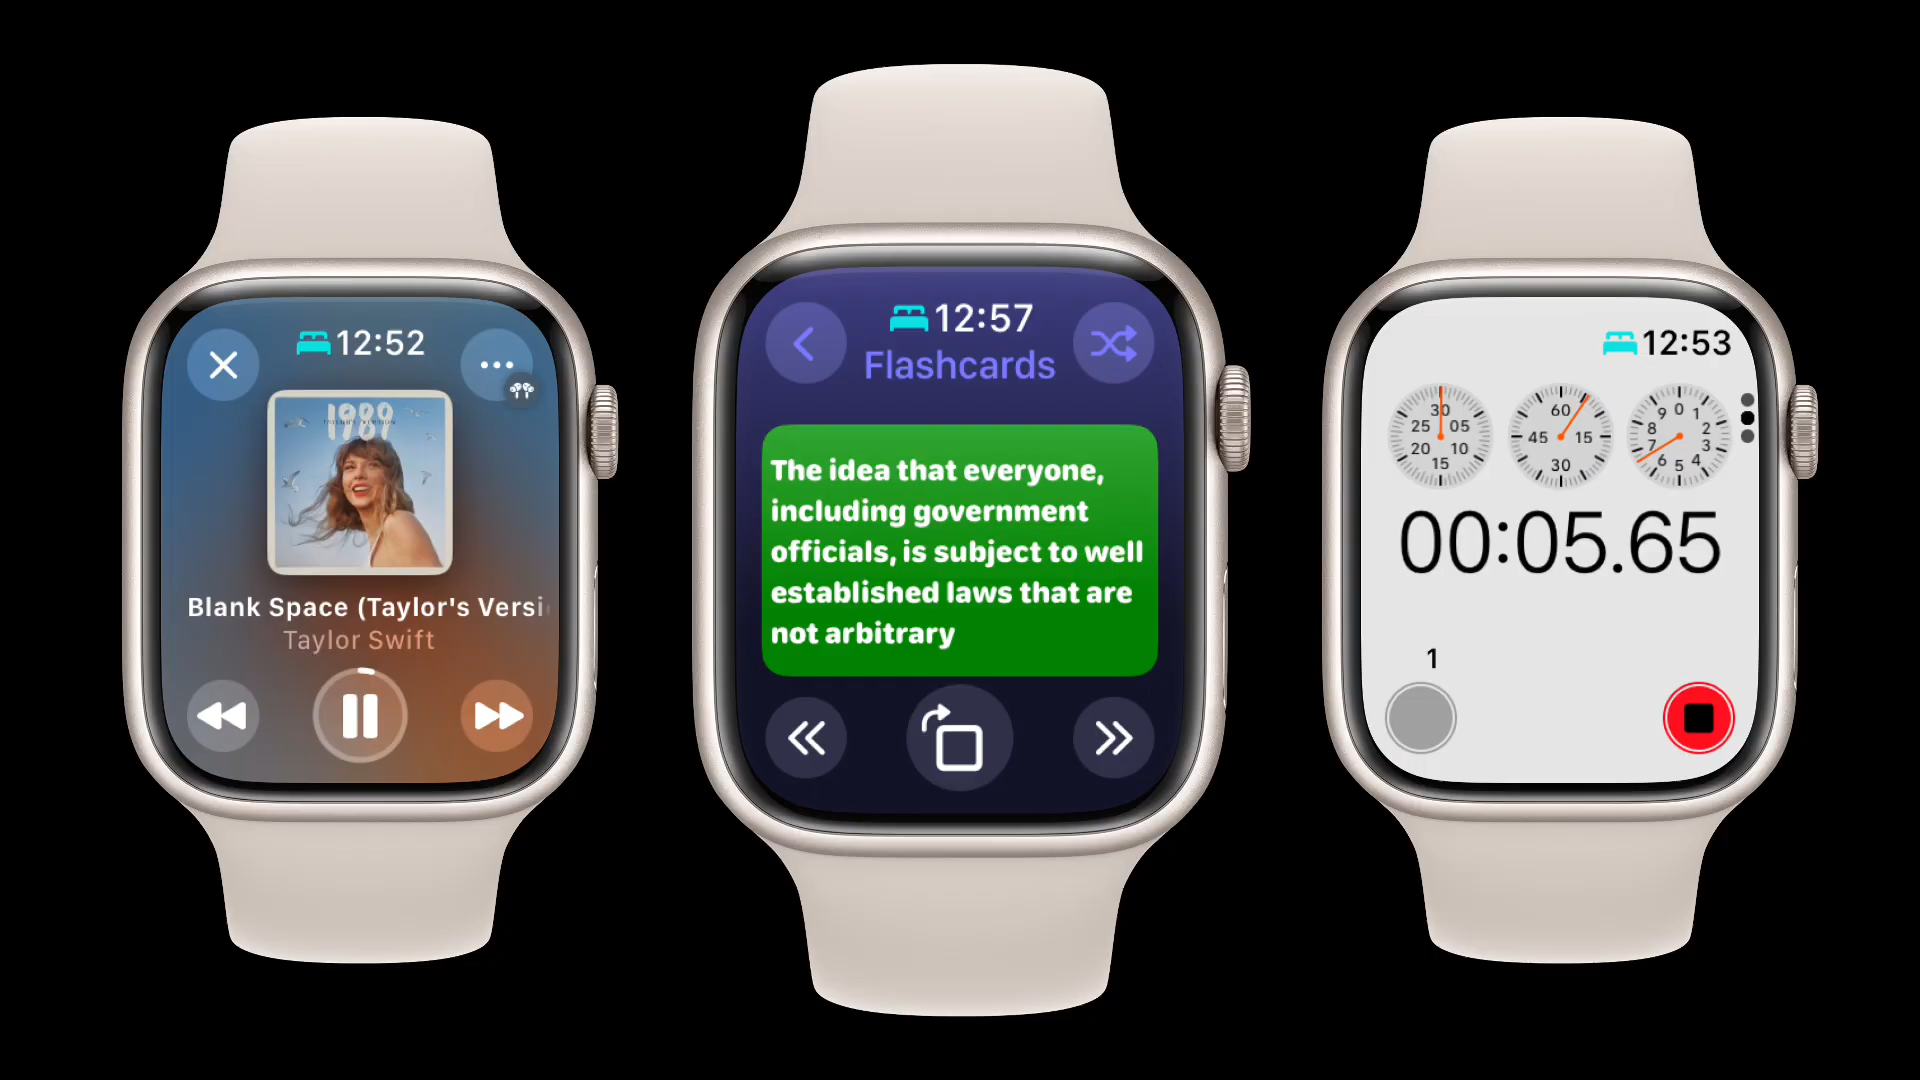 12:52
1989
TAYLOR'S VERSION
Blank Space (Taylor's Versi
Taylor Swift
12:57
Flashcards
The idea that everyone,
including government
officials, is subject to well
established laws that are
not arbitrary
12:53
30
25 05
20 10
15
60
45 15
30
9 0 1
8 2
7 3
6 5 4
00:05.65
1